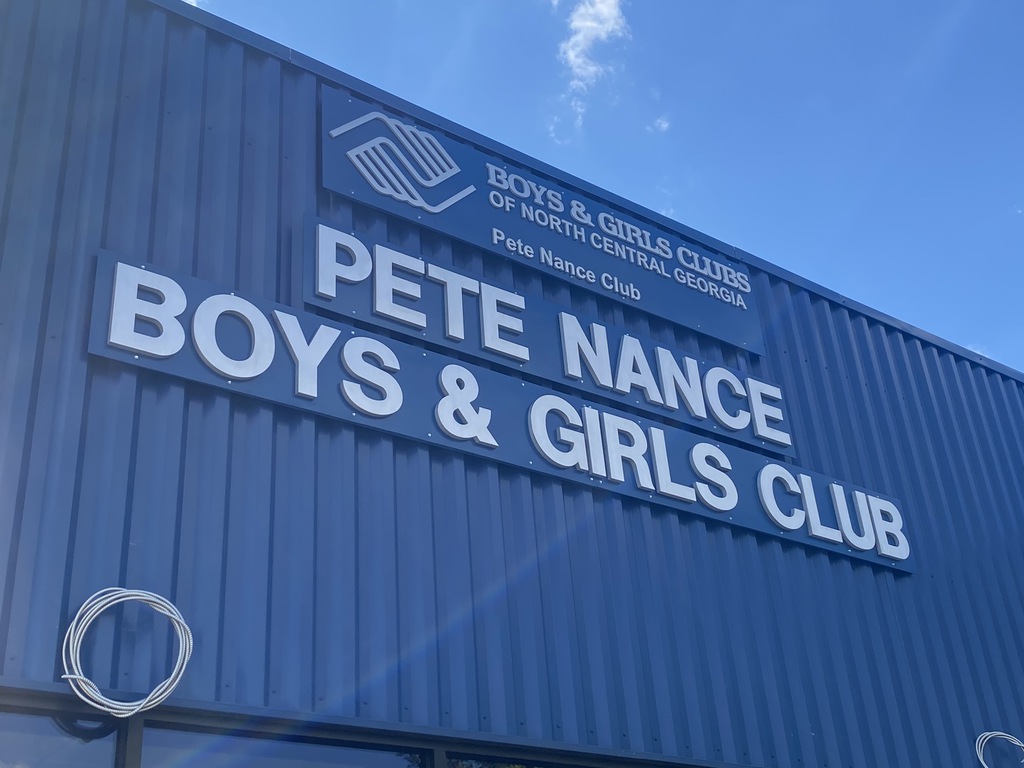 BOYS & GIRLS CLUBS
OF NORTH CENTRAL GEORGIA
Pete Nance Club
PETE NANCE
BOYS & GIRLS CLUB